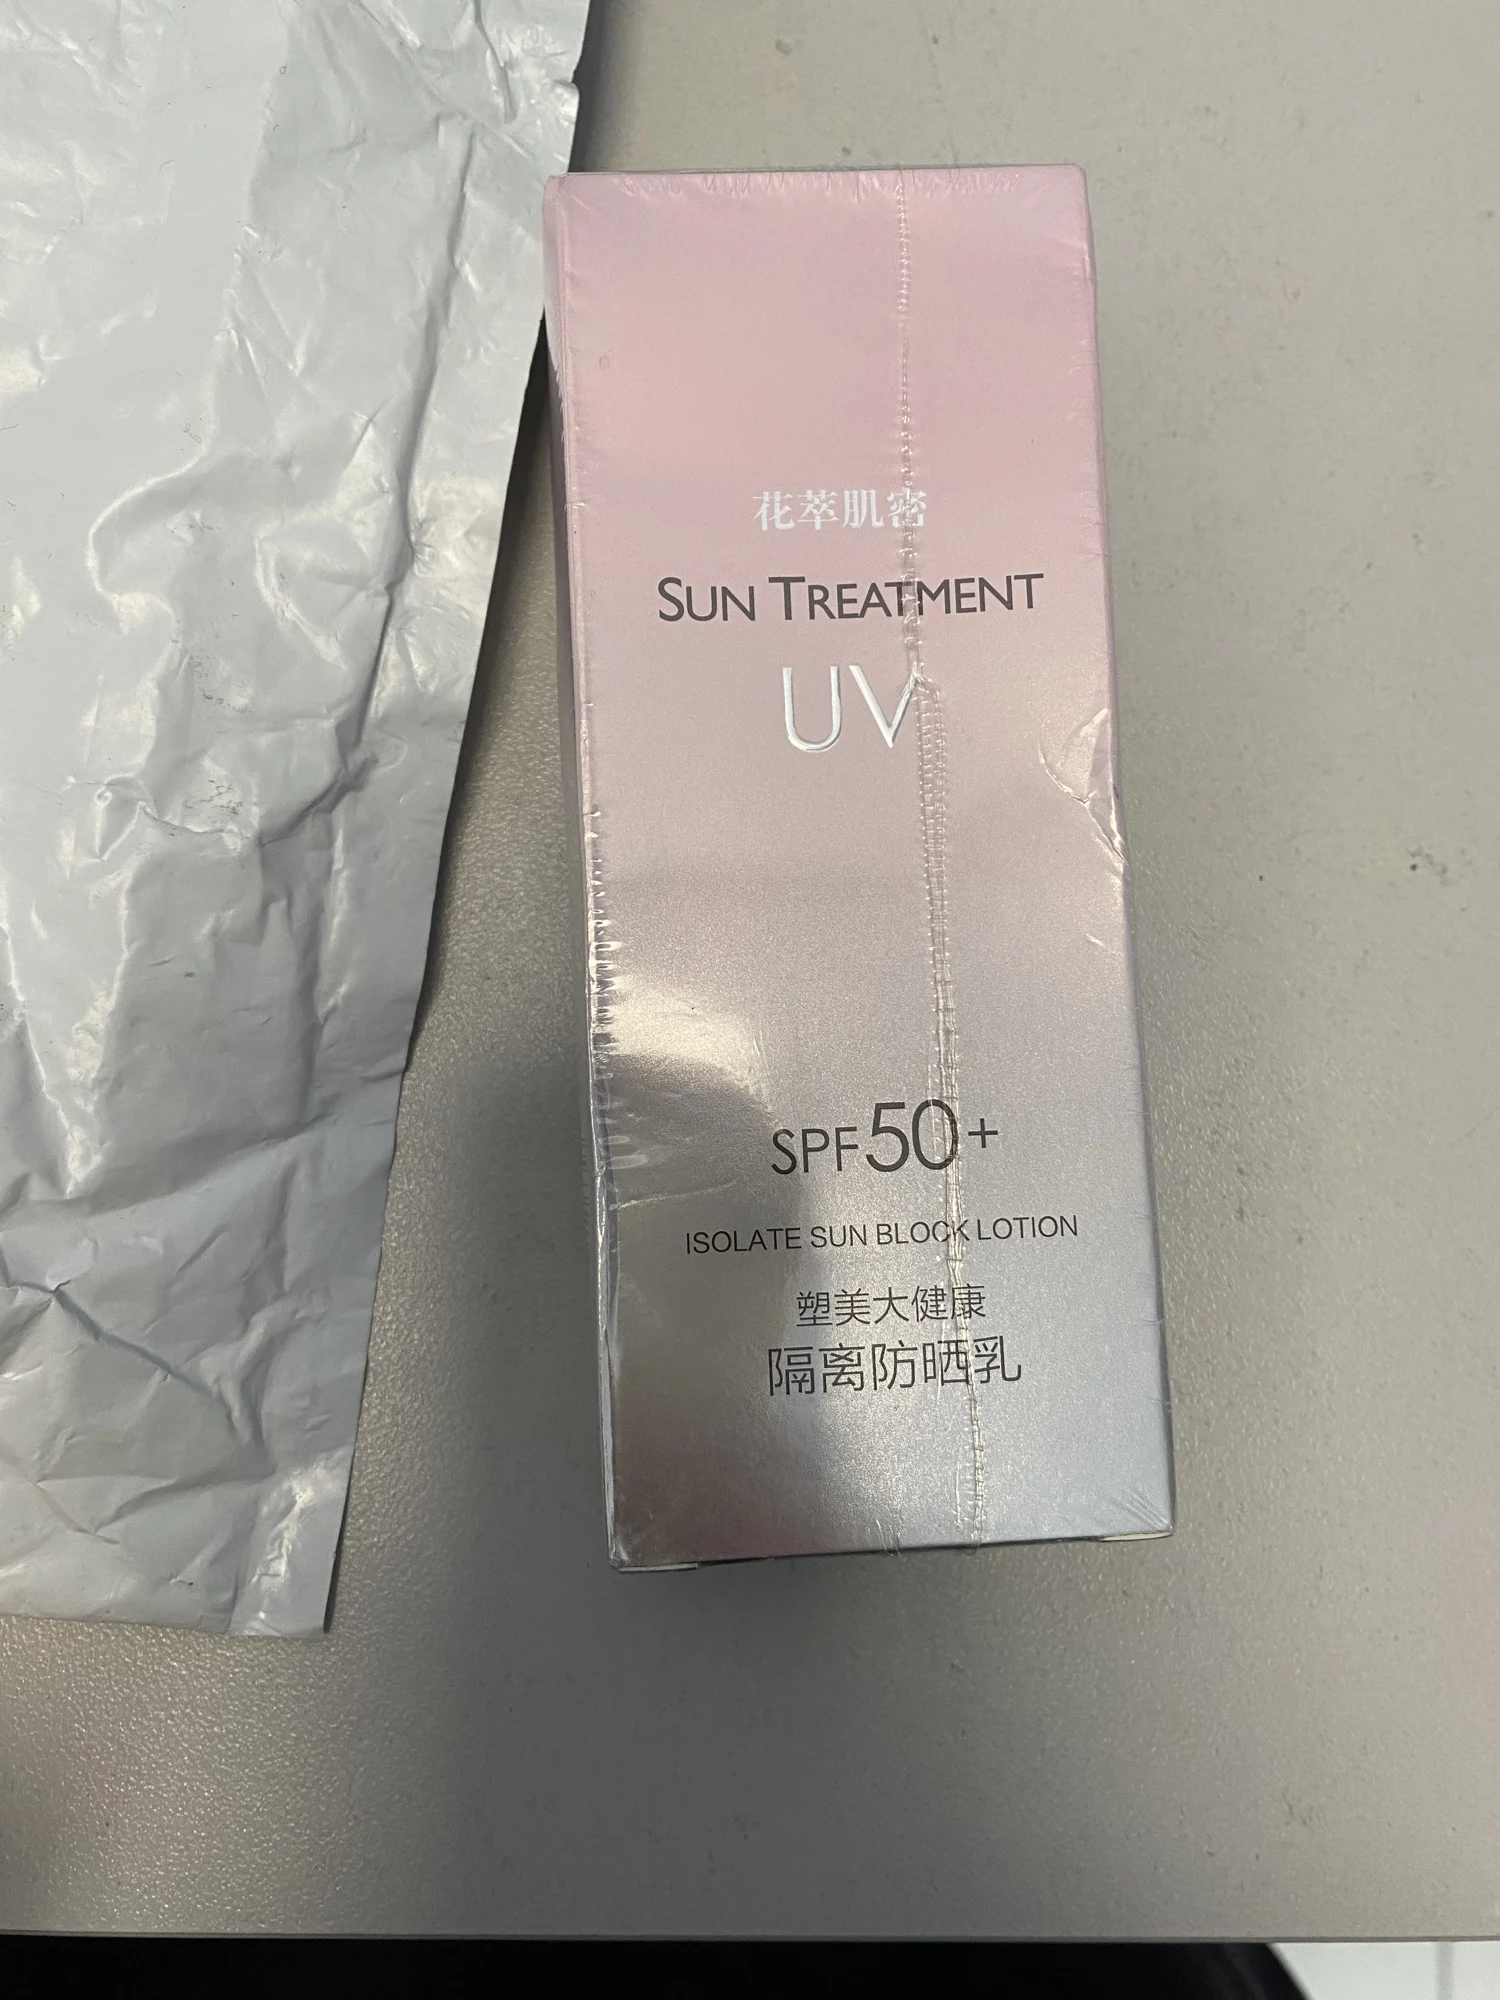 花萃肌密
SUN TREATMENT
UV
SPF50+
ISOLATE SUN BLOCK LOTION
塑美大健康
隔离防晒乳